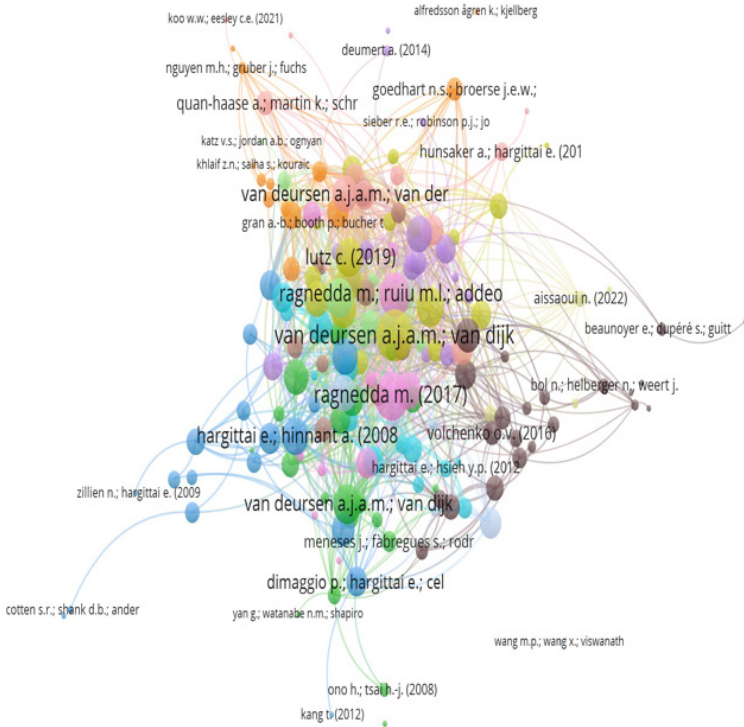 alfredsson ågren k.; kjellberg
koo w.w.; eesley c.e. (2021)
deumert a. (2014)
nguyen m.h.; gruber j.; fuchs
goedhart n.s.; broerse j.e.w.;
quan-haase a.; martin k.; schr
sieber r.e.; robinson p.j.; jo
katz v.s.; jordan a.b.; ognyan
hunsaker a.; hargittai e. (201
khlaif z.n.; salha s.; kouraic
van deursen a.j.a.m.; van der
gran a.-b.; booth p.; bucher t
lutz c. (2019)
ragnedda m.; ruiu m.l.; addeo
aissaoui n. (2022)
beaunoyer e.; dupéré s.; guitt
van deursen a.j.a.m.; van dijk
bol n.; helberger n.; weert j.
ragnedda m. (2017)
hargittai e.; hinnant a. (2008
volchenko o.v. (2016)
hargittai e.; hsieh y.p. (2012
zillien n.; hargittai e. (2009
van deursen a.j.a.m.; van dijk
meneses j.; fàbregues s.; rodr
dimaggio p.; hargittai e.; cel
cotten s.r.; shank d.b.; ander
yan g.; watanabe n.m.; shapiro
wang m.p.; wang x.; viswanath
ono h.; tsai h.-j. (2008)
kang t. (2012)